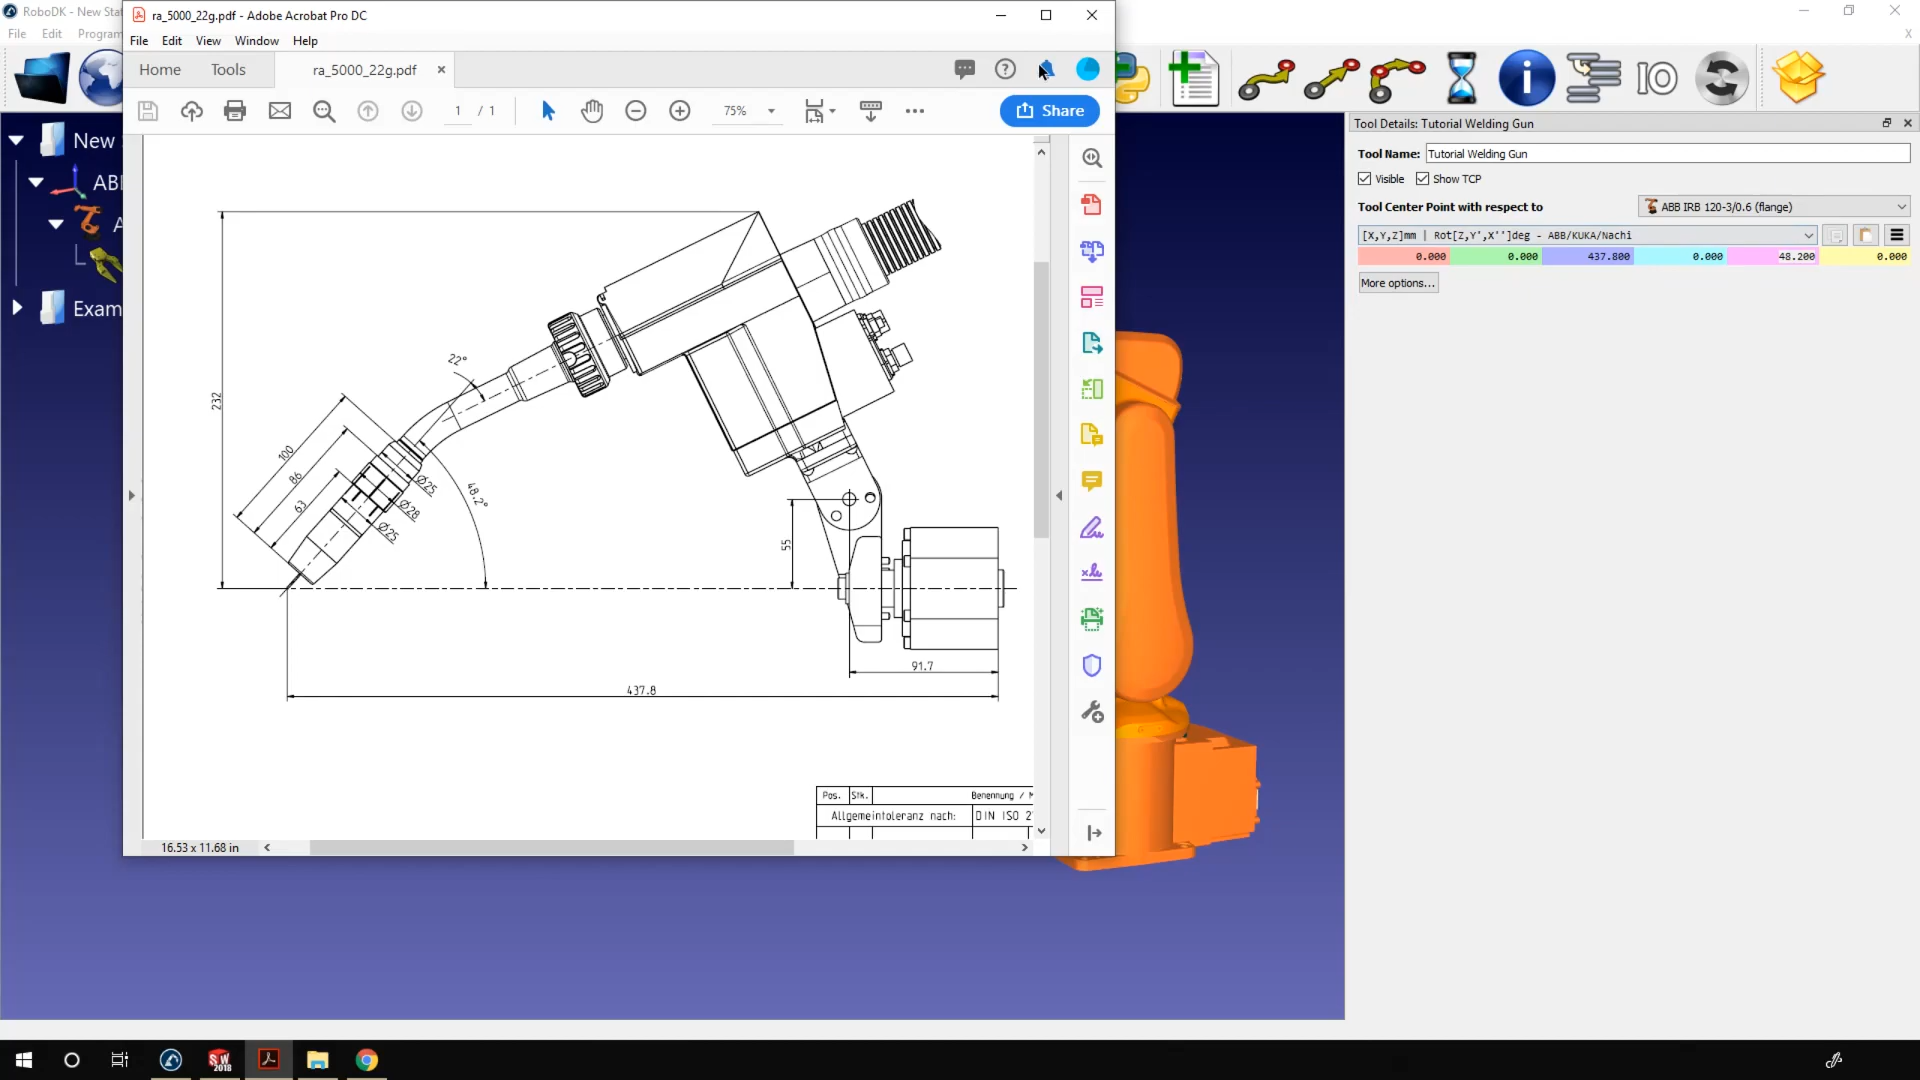 RoboDK - New Stat
File Edit Program
ra_5000_22g.pdf - Adobe Acrobat Pro DC
File Edit View Window Help
Home Tools ra_5000_22g.pdf
1 / 1 75% Share
IO
New
ABB
A
Exam
232
22°
100
86
63
Ø25
Ø28
Ø25
48.2°
55
91.7
437.8
Pos. Stk. Benennung / M
Allgemeintoleranz nach: DIN ISO 2
16.53 x 11.68 in
Tool Details: Tutorial Welding Gun
Tool Name: Tutorial Welding Gun
Visible Show TCP
Tool Center Point with respect to ABB IRB 120-3/0.6 (flange)
[X,Y,Z]mm | Rot[Z,Y',X'']deg - ABB/KUKA/Nachi
0.000 0.000 437.800 0.000 48.200 0.000
More options...
SW
2018